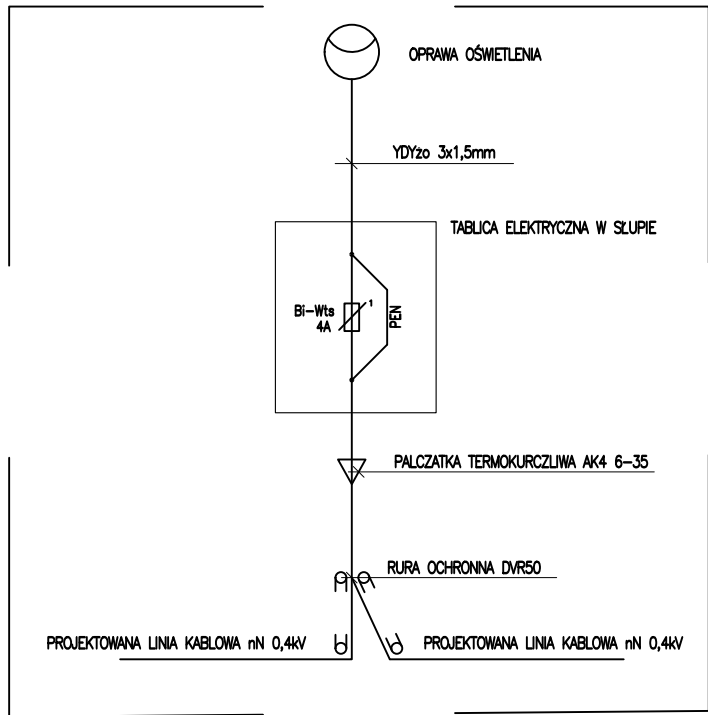 OPRAWA OŚWIETLENIA
YDYżo 3x1,5mm
TABLICA ELEKTRYCZNA W SŁUPIE
Bi-Wts
4A
1
PEN
PALCZATKA TERMOKURCZLIWA AK4 6-35
RURA OCHRONNA DVR50
PROJEKTOWANA LINIA KABLOWA nN 0,4kV
PROJEKTOWANA LINIA KABLOWA nN 0,4kV